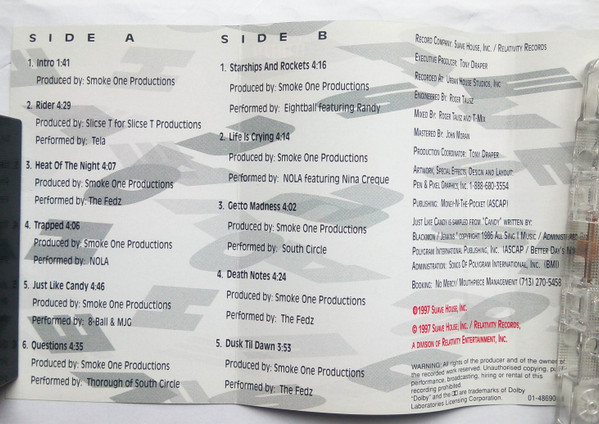 SIDE A
1. Intro 1:41
Produced by: Smoke One Productions
2. Rider 4:29
Produced by: Slicse T for Slicse T Productions
Performed by: Tela
3. Heat Of The Night 4:07
Produced by: Smoke One Productions
Performed by: The Fedz
4. Trapped 4:06
Produced by: Smoke One Productions
Performed by: NOLA
5. Just Like Candy 4:46
Produced by: Smoke One Productions
Performed by: 8-Ball & MJG
6. Questions 4:35
Produced by: Smoke One Productions
Performed by: Thorough of South Circle
SIDE B
1. Starships And Rockets 4:16
Produced by: Smoke One Productions
Performed by: Eightball featuring Randy
2. Life Is Crying 4:14
Produced by: Smoke One Productions
Performed by: NOLA featuring Nina Creque
3. Getto Madness 4:02
Produced by: Smoke One Productions
Performed by: South Circle
4. Death Notes 4:24
Produced by: Smoke One Productions
Performed by: The Fedz
5. Dusk Til Dawn 3:53
Produced by: Smoke One Productions
Performed by: The Fedz
Record Company: Suave House, Inc. / Relativity Records
Executive Producer: Tony Draper
Recorded At: Urban House Studios, Inc
Engineered By: Roger Tausz
Mixed By: Roger Tausz and T-Mix
Mastered By: John Moran
Production Coordinator: Tony Draper
Artwork, Special Effects, Design and Layout:
Pen & Pixel Graphics, Inc. 1-888-680-3554
Publishing: Money-N-The-Pocket (ASCAP)
Just Like Candy is sampled from "Candy" written by:
Blackmon / Jenkins * copyright 1986 All Sing I Music / Administered
Polygram International Publishing, Inc. (ASCAP / Better Day's
Administration: Songs Of Polygram International, Inc. (BMI)
Booking: No Mercy/ Mouthpiece Management (713) 270-5458
©1997 Suave House, Inc.
© 1997 Suave House, Inc. / Relativity Records,
a division of Relativity Entertainment, Inc.
WARNING: All rights of the producer and of the owner of
the recorded work reserved. Unauthorised copying,
performance, broadcasting, hiring or rental of this
recording prohibited.
"Dolby" and the are trademarks of Dolby
Laboratories Licensing Corporation. 01-48690